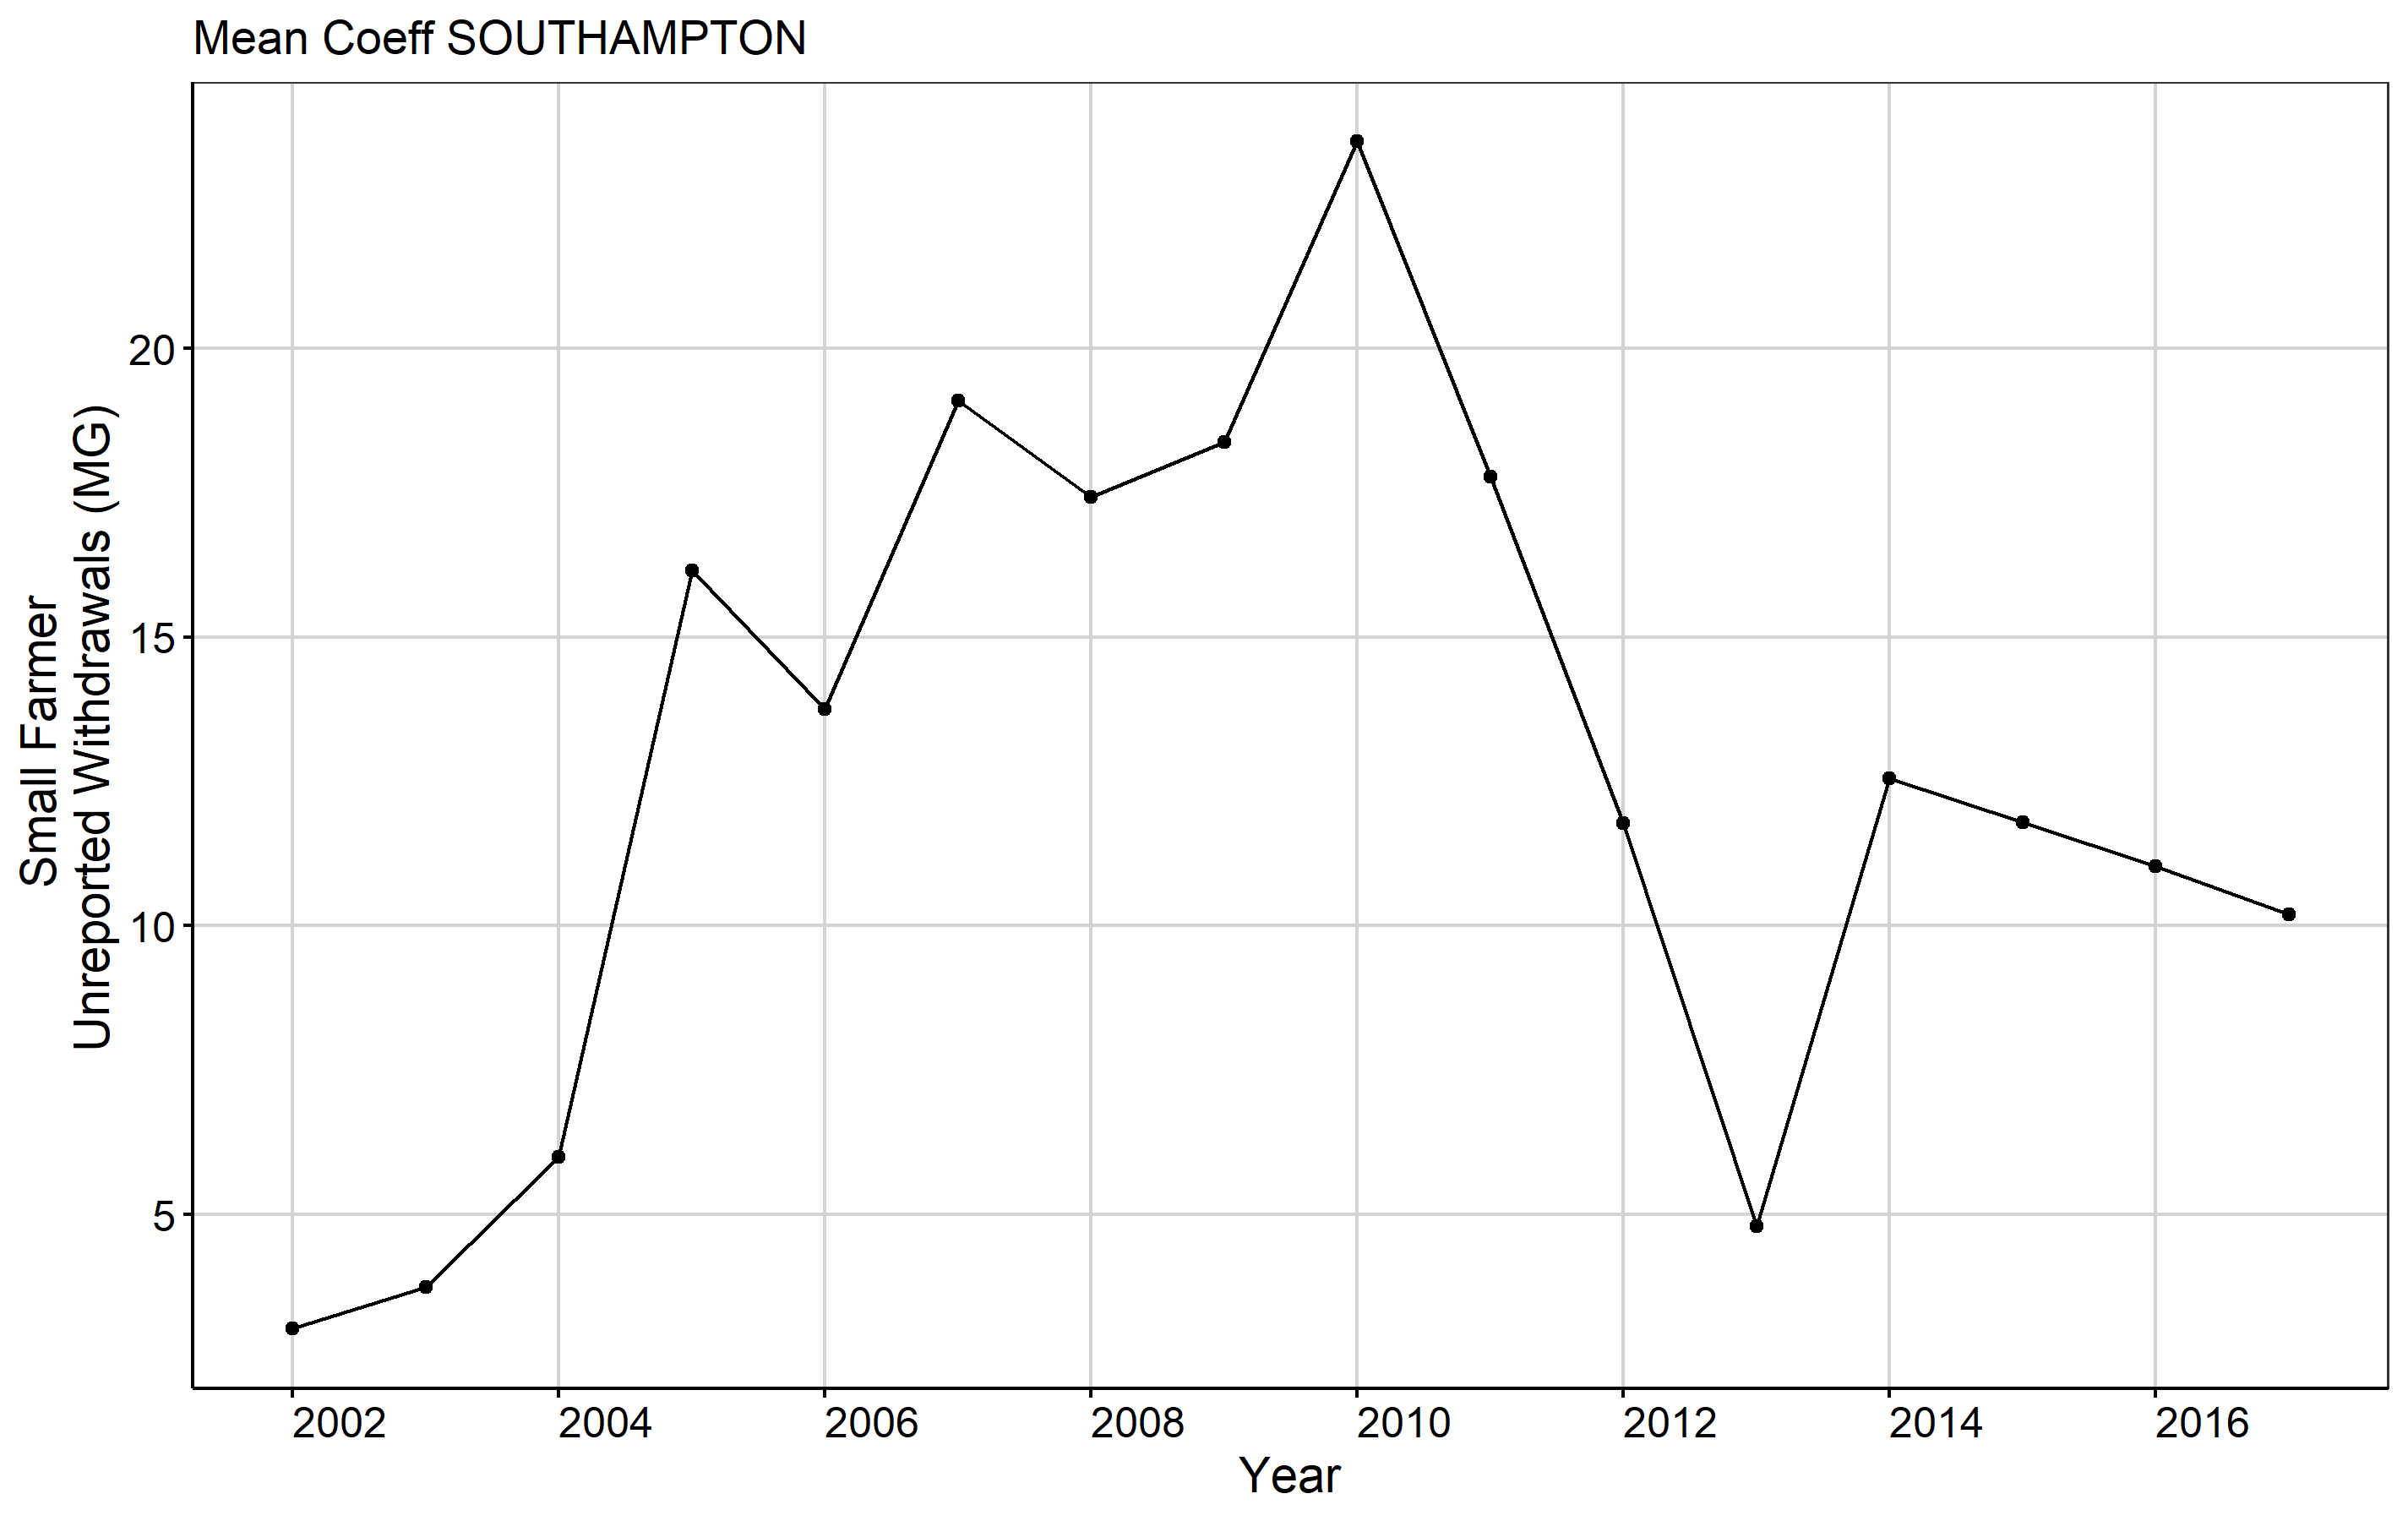 Mean Coeff SOUTHAMPTON
Small Farmer
Unreported Withdrawals (MG)
20
15
10
5
2002 2004 2006 2008 2010 2012 2014 2016
Year